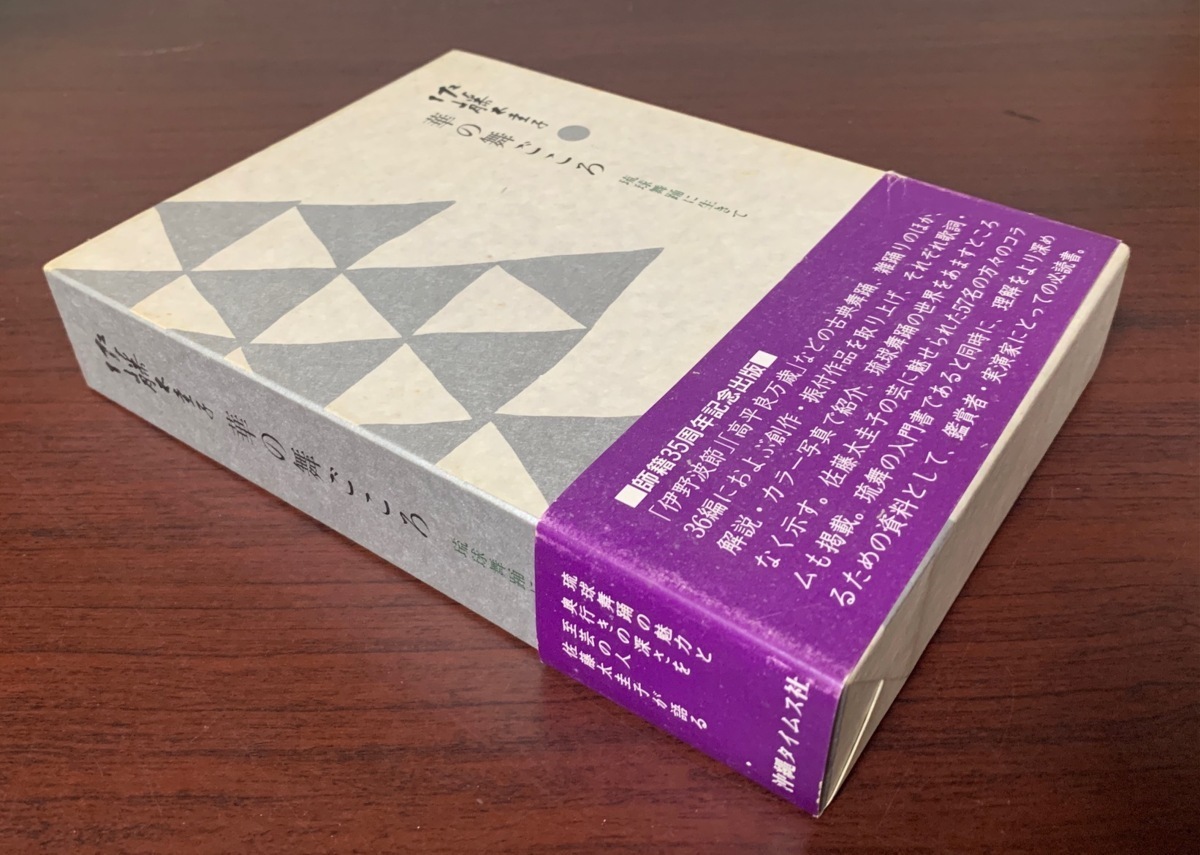 佐藤太圭子
華の舞ごころ
琉球舞踊に生きて
■師籍35周年記念出版■
「伊野波節」「高平良万歳」などの古典舞踊、雑踊りのほか、
36編におよぶ創作・振付作品を取り上げ、それぞれ歌詞・
解説・カラー写真で紹介、琉球舞踊の世界をあますところ
なく示す。佐藤太圭子の芸に魅せられた57名の方々のコラ
ムも掲載。琉舞の入門書であると同時に、理解をより深め
るための資料として、鑑賞者・実演家にとっての必読書。
佐藤太圭子
華の舞ごころ
琉球舞踊に
琉球舞踊の魅力と
奥行きの深さを
至芸の人
佐藤太圭子が語る
沖縄タイムス社